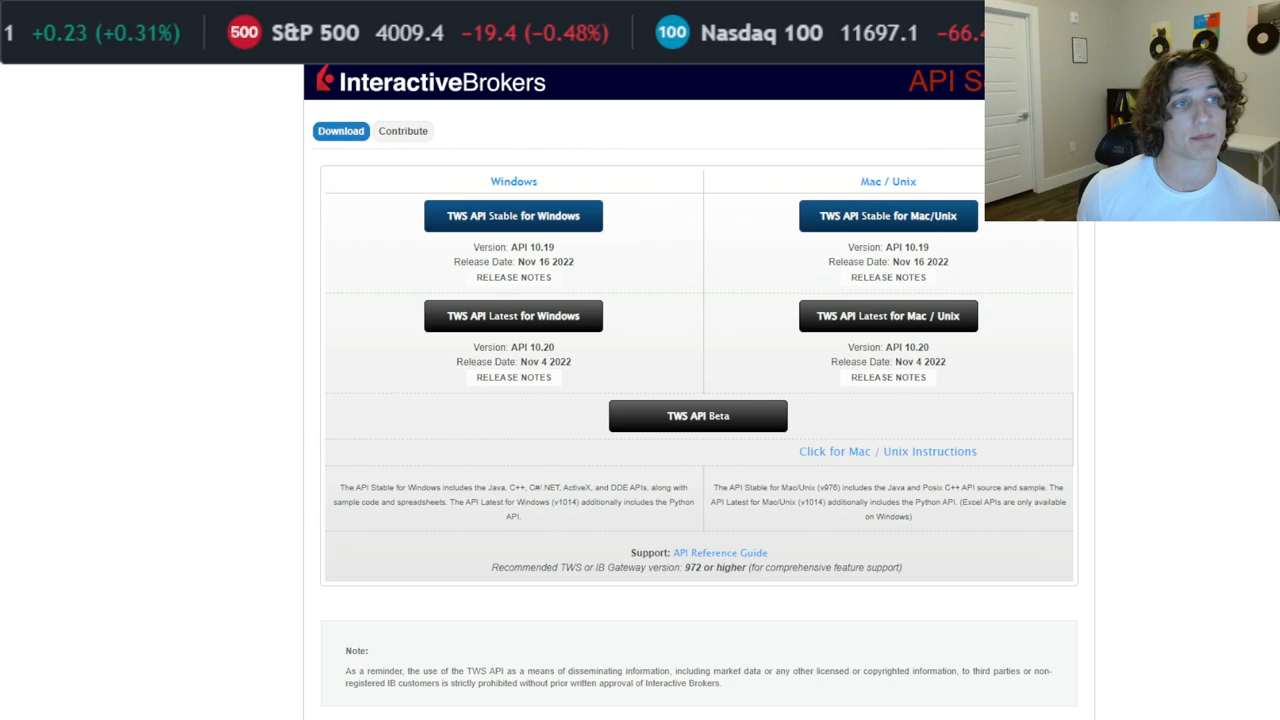 1 +0.23 (+0.31%) 500 S&P 500 4009.4 −19.4 (−0.48%) 100 Nasdaq 100 11697.1 −66.4
InteractiveBrokers API S
Download Contribute
Windows Mac / Unix
TWS API Stable for Windows TWS API Stable for Mac/Unix
Version: API 10.19 Version: API 10.19
Release Date: Nov 16 2022 Release Date: Nov 16 2022
RELEASE NOTES RELEASE NOTES
TWS API Latest for Windows TWS API Latest for Mac / Unix
Version: API 10.20 Version: API 10.20
Release Date: Nov 4 2022 Release Date: Nov 4 2022
RELEASE NOTES RELEASE NOTES
TWS API Beta
Click for Mac / Unix Instructions
The API Stable for Windows includes the Java, C++, C#/.NET, ActiveX, and DDE APIs, along with
sample code and spreadsheets. The API Latest for Windows (v1014) additionally includes the Python
API.
The API Stable for Mac/Unix (v976) includes the Java and Posix C++ API source and sample. The
API Latest for Mac/Unix (v1014) additionally includes the Python API. (Excel APIs are only available
on Windows)
Support: API Reference Guide
Recommended TWS or IB Gateway version: 972 or higher (for comprehensive feature support)
Note:
As a reminder, the use of the TWS API as a means of disseminating information, including market data or any other licensed or copyrighted information, to third parties or non-
registered IB customers is strictly prohibited without prior written approval of Interactive Brokers.